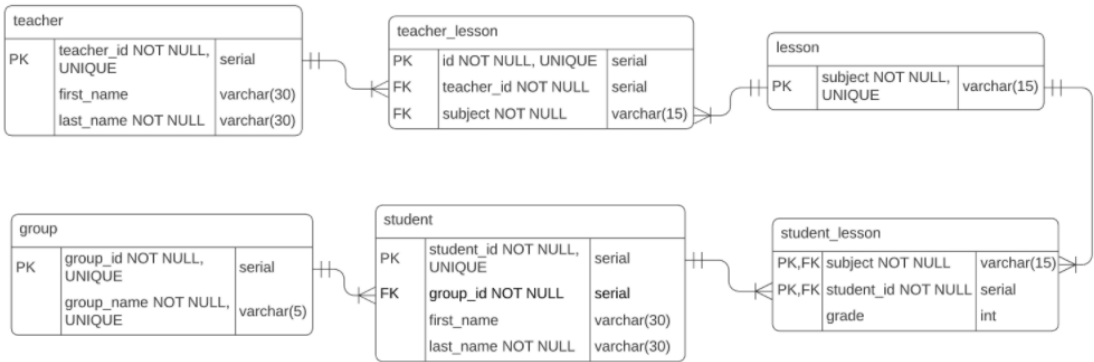 teacher
PK teacher_id NOT NULL, serial
UNIQUE
first_name varchar(30)
last_name NOT NULL varchar(30)
teacher_lesson
PK id NOT NULL, UNIQUE serial
FK teacher_id NOT NULL serial
FK subject NOT NULL varchar(15)
lesson
PK subject NOT NULL, varchar(15)
UNIQUE
group
PK group_id NOT NULL, serial
UNIQUE
group_name NOT NULL, varchar(5)
UNIQUE
student
PK student_id NOT NULL, serial
UNIQUE
FK group_id NOT NULL serial
first_name varchar(30)
last_name NOT NULL varchar(30)
student_lesson
PK,FK subject NOT NULL varchar(15)
PK,FK student_id NOT NULL serial
grade int